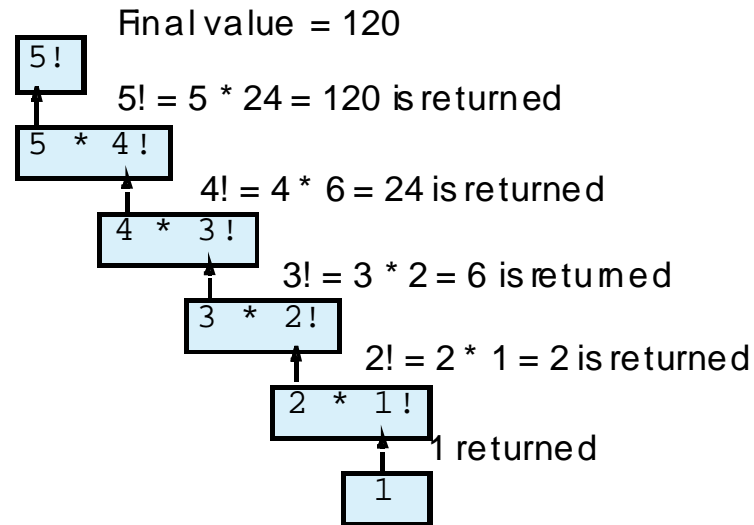 Final value = 120
5!
5! = 5 * 24 = 120 is returned
5 * 4!
4! = 4 * 6 = 24 is returned
4 * 3!
3! = 3 * 2 = 6 is returned
3 * 2!
2! = 2 * 1 = 2 is returned
2 * 1!
1 returned
1